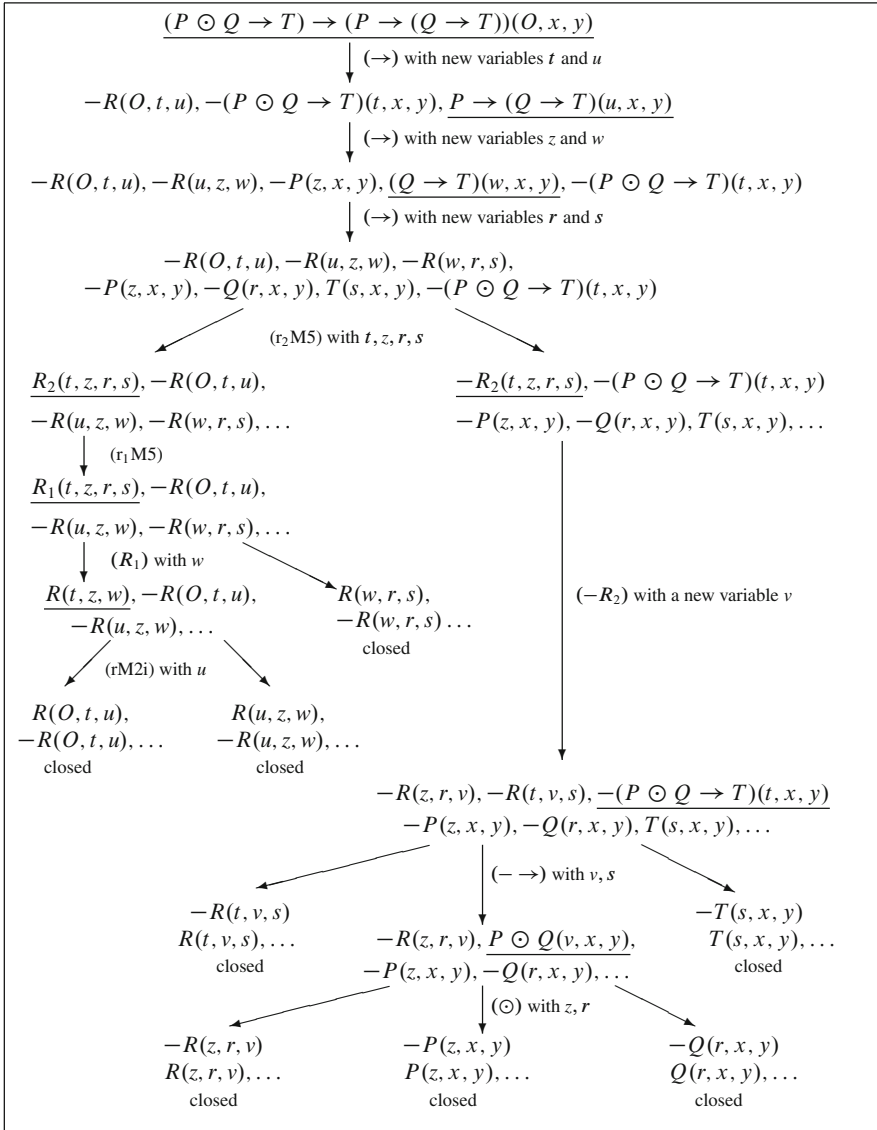 (P ⊙ Q → T) → (P → (Q → T))(O, x, y)
(→) with new variables t and u
−R(O, t, u), −(P ⊙ Q → T)(t, x, y), P → (Q → T)(u, x, y)
(→) with new variables z and w
−R(O, t, u), −R(u, z, w), −P(z, x, y), (Q → T)(w, x, y), −(P ⊙ Q → T)(t, x, y)
(→) with new variables r and s
−R(O, t, u), −R(u, z, w), −R(w, r, s),
−P(z, x, y), −Q(r, x, y), T(s, x, y), −(P ⊙ Q → T)(t, x, y)
(r₂M5) with t, z, r, s
R₂(t, z, r, s), −R(O, t, u), −R₂(t, z, r, s), −(P ⊙ Q → T)(t, x, y)
−R(u, z, w), −R(w, r, s), ... −P(z, x, y), −Q(r, x, y), T(s, x, y), ...
(r₁M5)
R₁(t, z, r, s), −R(O, t, u),
−R(u, z, w), −R(w, r, s), ...
(R₁) with w
R(t, z, w), −R(O, t, u), R(w, r, s), (−R₂) with a new variable v
−R(u, z, w), ... −R(w, r, s) ...
closed
(rM2i) with u
R(O, t, u), R(u, z, w),
−R(O, t, u), ... −R(u, z, w), ...
closed closed
−R(z, r, v), −R(t, v, s), −(P ⊙ Q → T)(t, x, y)
−P(z, x, y), −Q(r, x, y), T(s, x, y), ...
(− →) with v, s
−R(t, v, s) −T(s, x, y)
R(t, v, s), ... −R(z, r, v), P ⊙ Q(v, x, y), T(s, x, y), ...
closed −P(z, x, y), −Q(r, x, y), ... closed
(⊙) with z, r
−R(z, r, v) −P(z, x, y) −Q(r, x, y)
R(z, r, v), ... P(z, x, y), ... Q(r, x, y), ...
closed closed closed